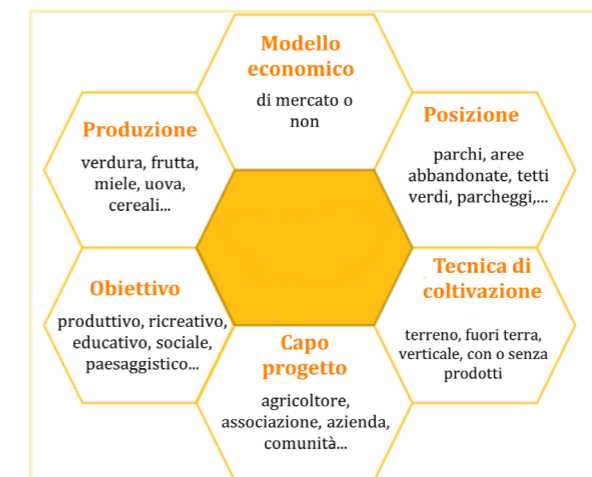 Modello
economico
di mercato o
non
Posizione
parchi, aree
abbandonate, tetti
verdi, parcheggi,...
Tecnica di
coltivazione
terreno, fuori terra,
verticale, con o senza
prodotti
Capo
progetto
agricoltore,
associazione, azienda,
comunità...
Obiettivo
produttivo, ricreativo,
educativo, sociale,
paesaggistico...
Produzione
verdura, frutta,
miele, uova,
cereali...